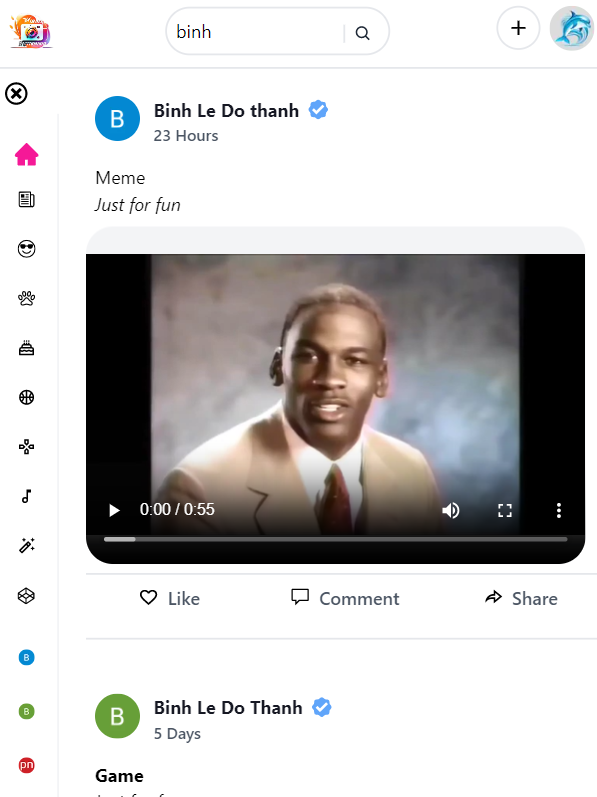 binh
Binh Le Do thanh
23 Hours
Meme
Just for fun
0:00 / 0:55
Like
Comment
Share
B
B
B
Binh Le Do Thanh
5 Days
B
pn
Game